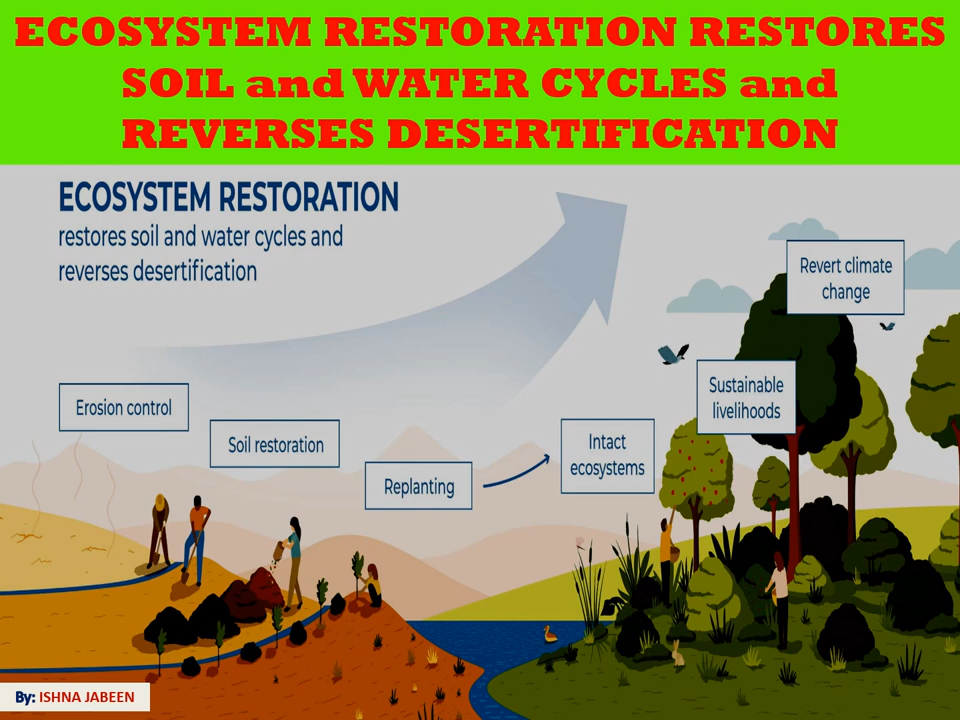 ECOSYSTEM RESTORATION RESTORES
SOIL and WATER CYCLES and
REVERSES DESERTIFICATION
ECOSYSTEM RESTORATION
restores soil and water cycles and
reverses desertification
Revert climate
change
Sustainable
livelihoods
Erosion control
Soil restoration
Intact
ecosystems
Replanting
By: ISHNA JABEEN